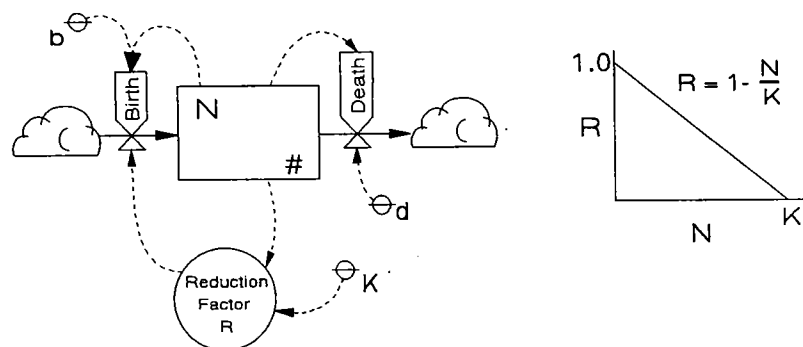 b
Birth
N
#
Death
d
Reduction
Factor
R
K
1.0
R
R = 1- N/K
N
K